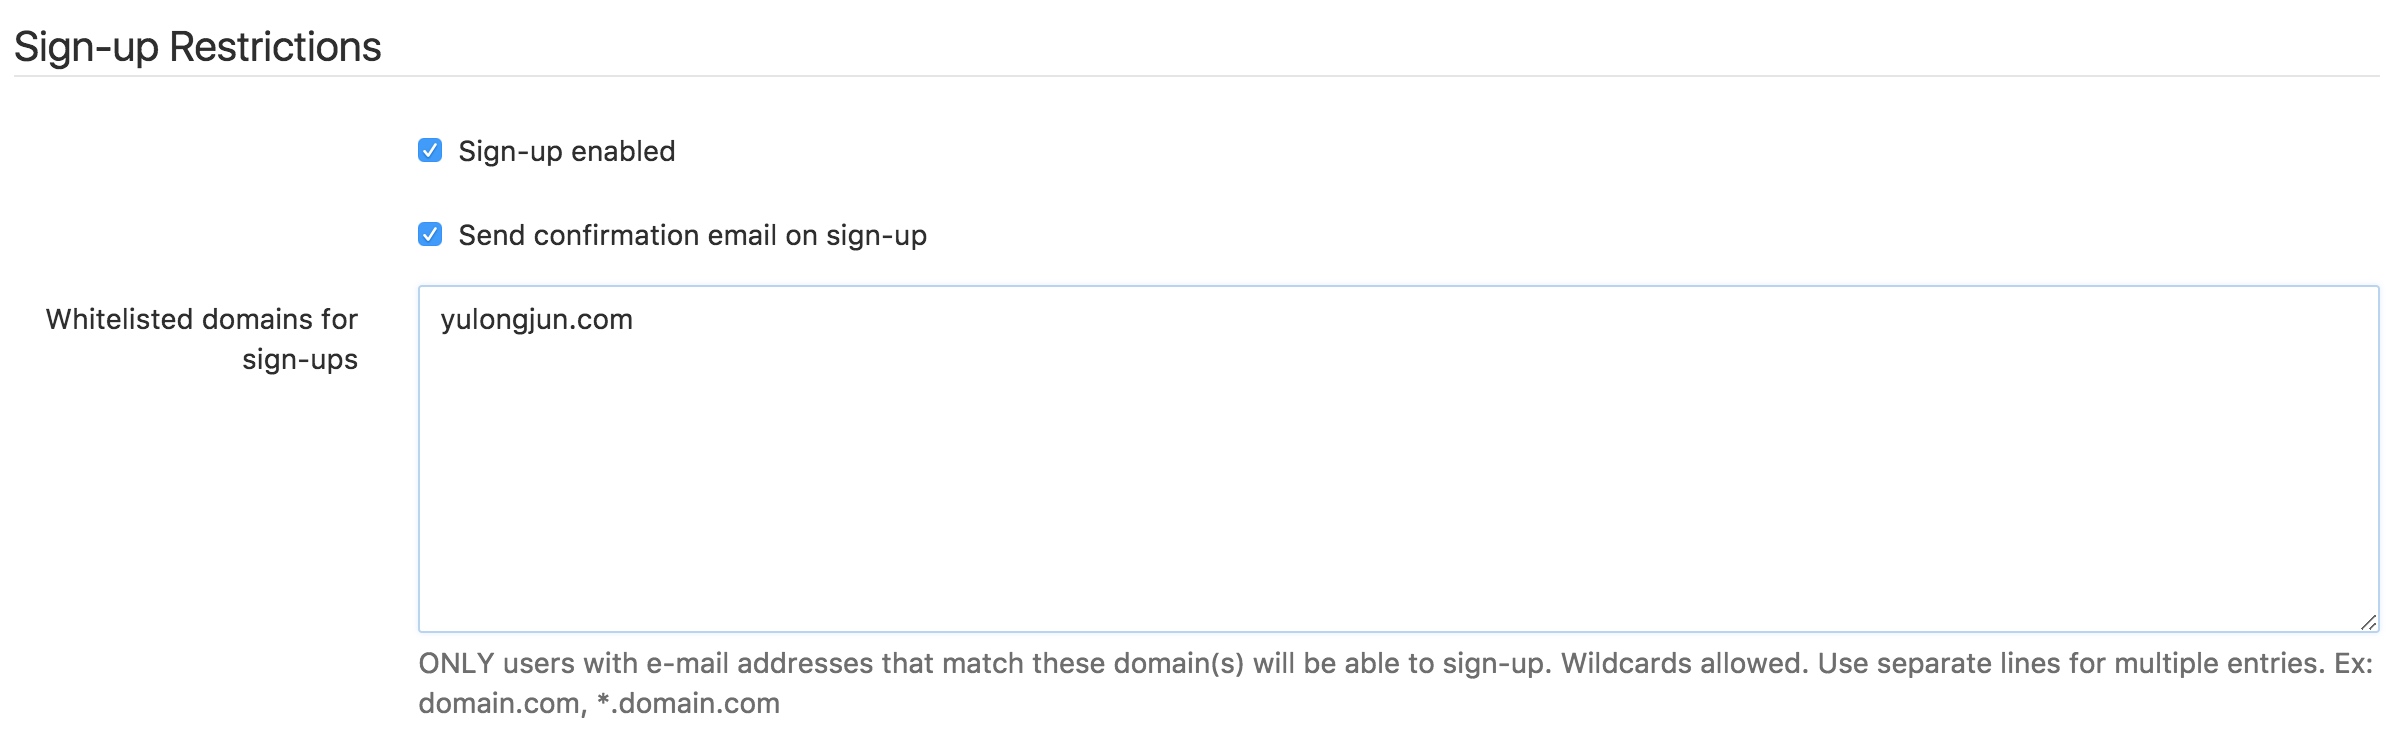 Sign-up Restrictions
Sign-up enabled
Send confirmation email on sign-up
Whitelisted domains for
sign-ups
yulongjun.com
ONLY users with e-mail addresses that match these domain(s) will be able to sign-up. Wildcards allowed. Use separate lines for multiple entries. Ex:
domain.com, *.domain.com